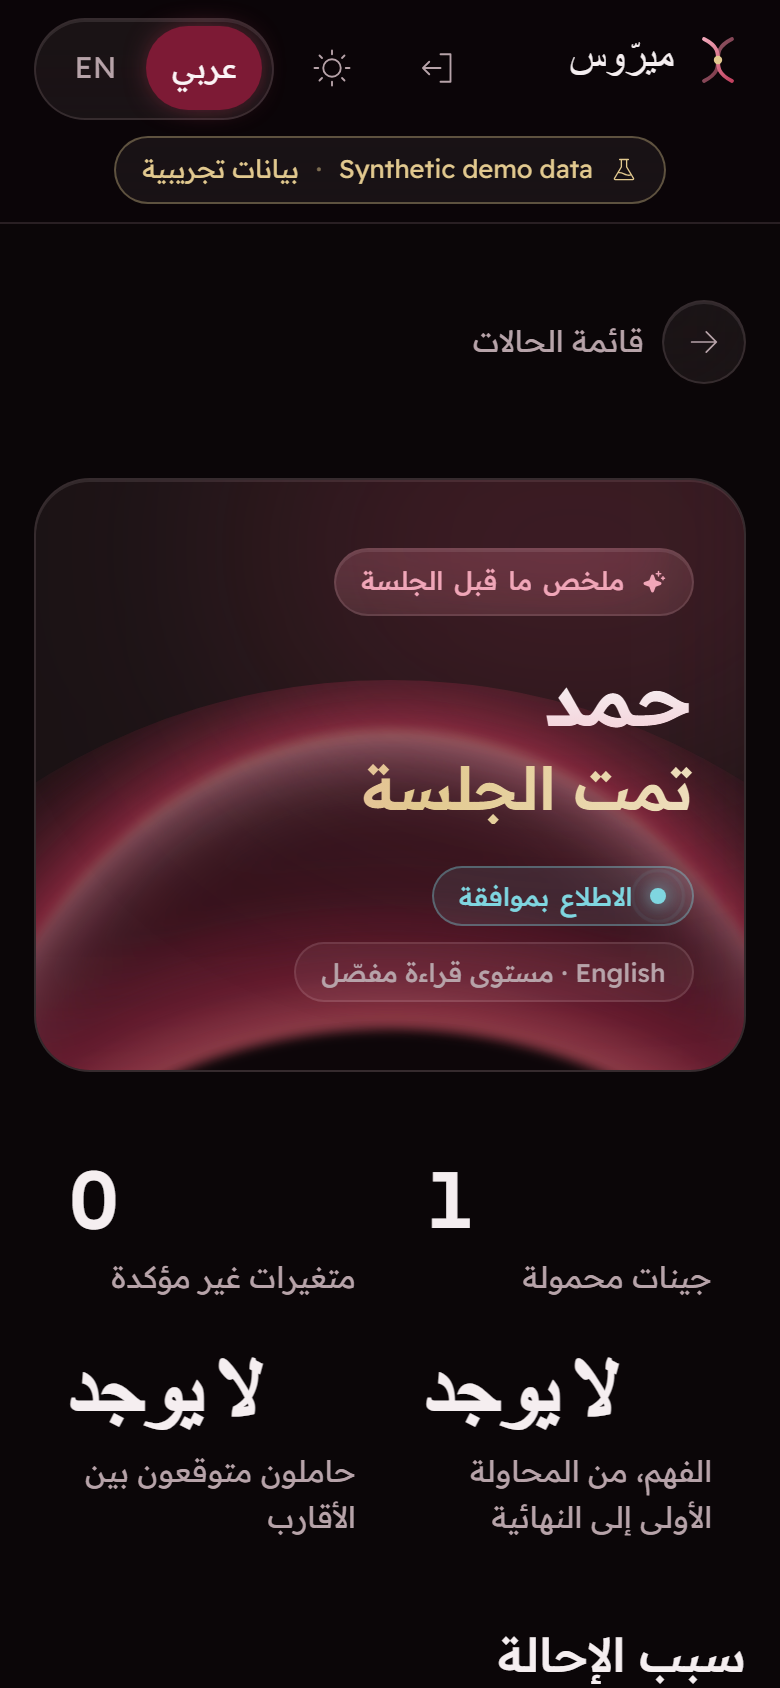 ميرّوس
عربي
EN
Synthetic demo data · بيانات تجريبية
قائمة الحالات
ملخص ما قبل الجلسة
حمد
تمت الجلسة
الاطلاع بموافقة
English · مستوى قراءة مفصّل
1
جينات محمولة
0
متغيرات غير مؤكدة
لا يوجد
الفهم، من المحاولة
الأولى إلى النهائية
لا يوجد
حاملون متوقعون بين
الأقارب
سبب الإحالة